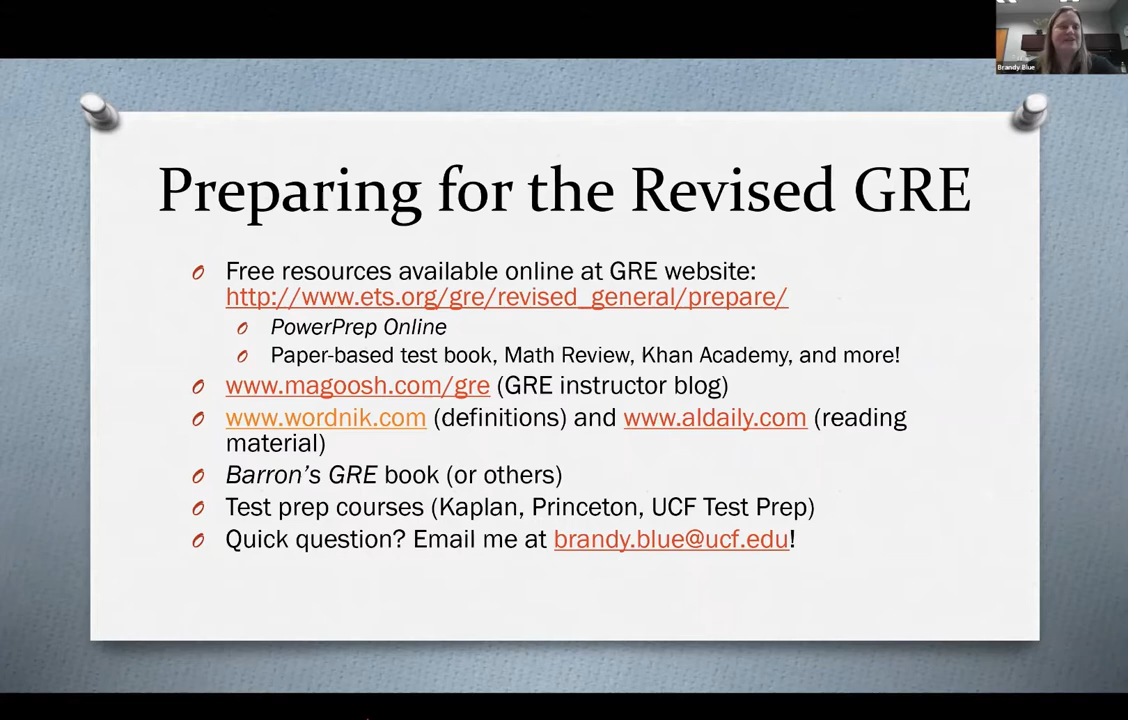 Brandy Blue
Preparing for the Revised GRE
Free resources available online at GRE website:
http://www.ets.org/gre/revised_general/prepare/
PowerPrep Online
Paper-based test book, Math Review, Khan Academy, and more!
www.magoosh.com/gre (GRE instructor blog)
www.wordnik.com (definitions) and www.aldaily.com (reading
material)
Barron's GRE book (or others)
Test prep courses (Kaplan, Princeton, UCF Test Prep)
Quick question? Email me at brandy.blue@ucf.edu!